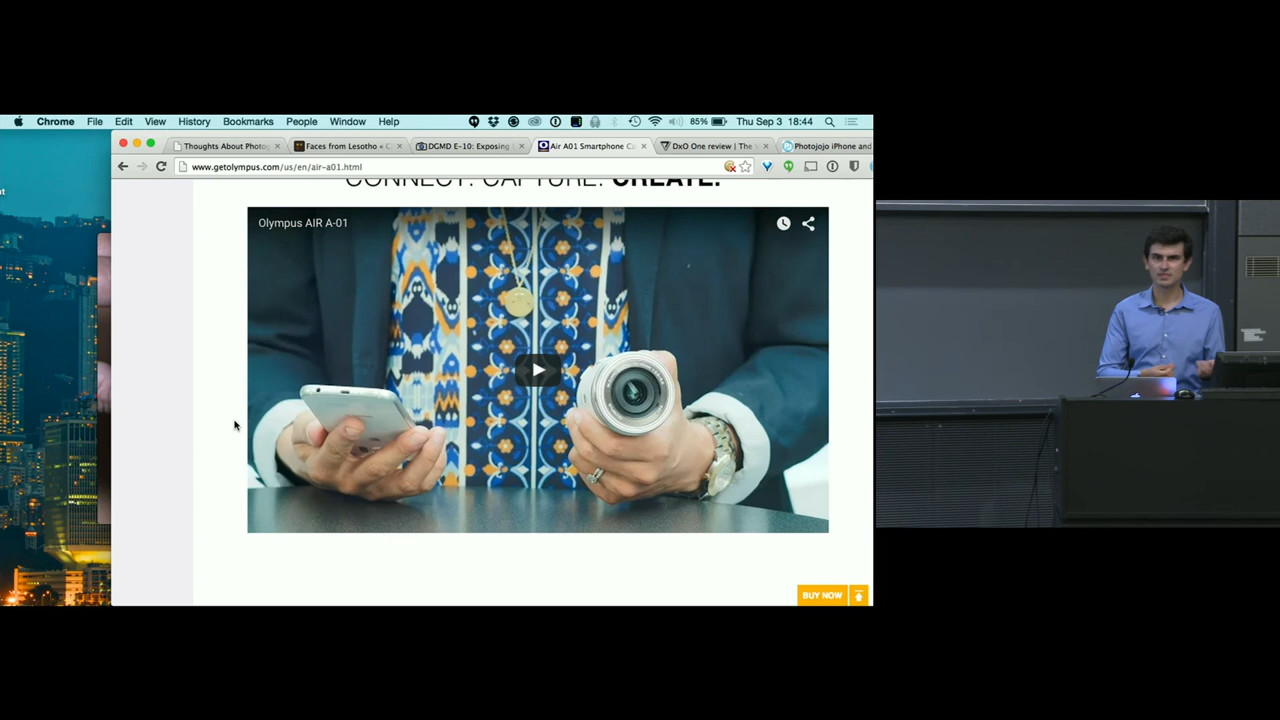 Chrome File Edit View History Bookmarks People Window Help 85% Thu Sep 3 18:44
Thoughts About Photog Faces from Lesotho « C DGMD E-10: Exposing Air A01 Smartphone Ca DxO One review | The V Photojojo iPhone and
www.getolympus.com/us/en/air-a01.html
CONNECT. CAPTURE. CREATE.
Olympus AIR A-01
BUY NOW